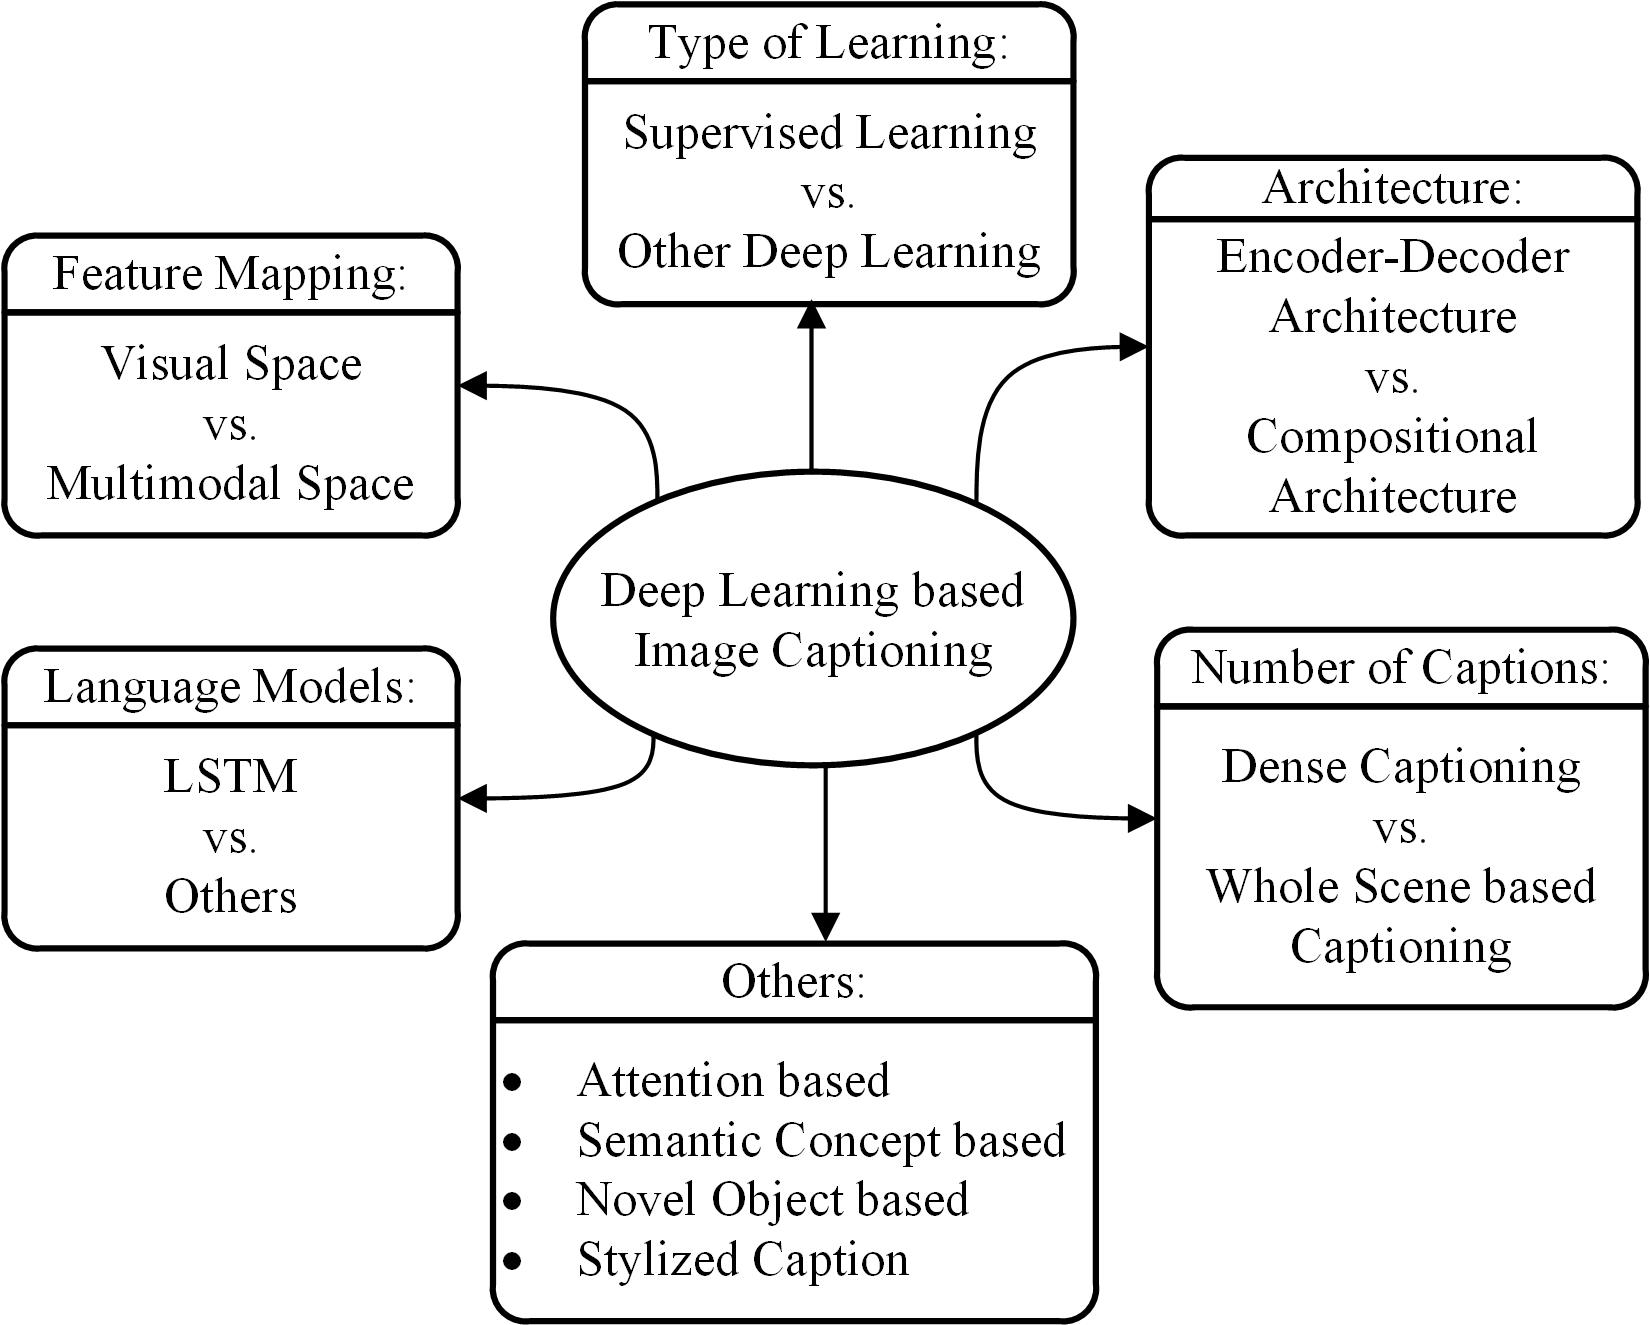 Type of Learning:
Supervised Learning
vs.
Other Deep Learning
Architecture:
Encoder-Decoder
Architecture
vs.
Compositional
Architecture
Feature Mapping:
Visual Space
vs.
Multimodal Space
Deep Learning based
Image Captioning
Number of Captions:
Dense Captioning
vs.
Whole Scene based
Captioning
Language Models:
LSTM
vs.
Others
Others:
• Attention based
• Semantic Concept based
• Novel Object based
• Stylized Caption